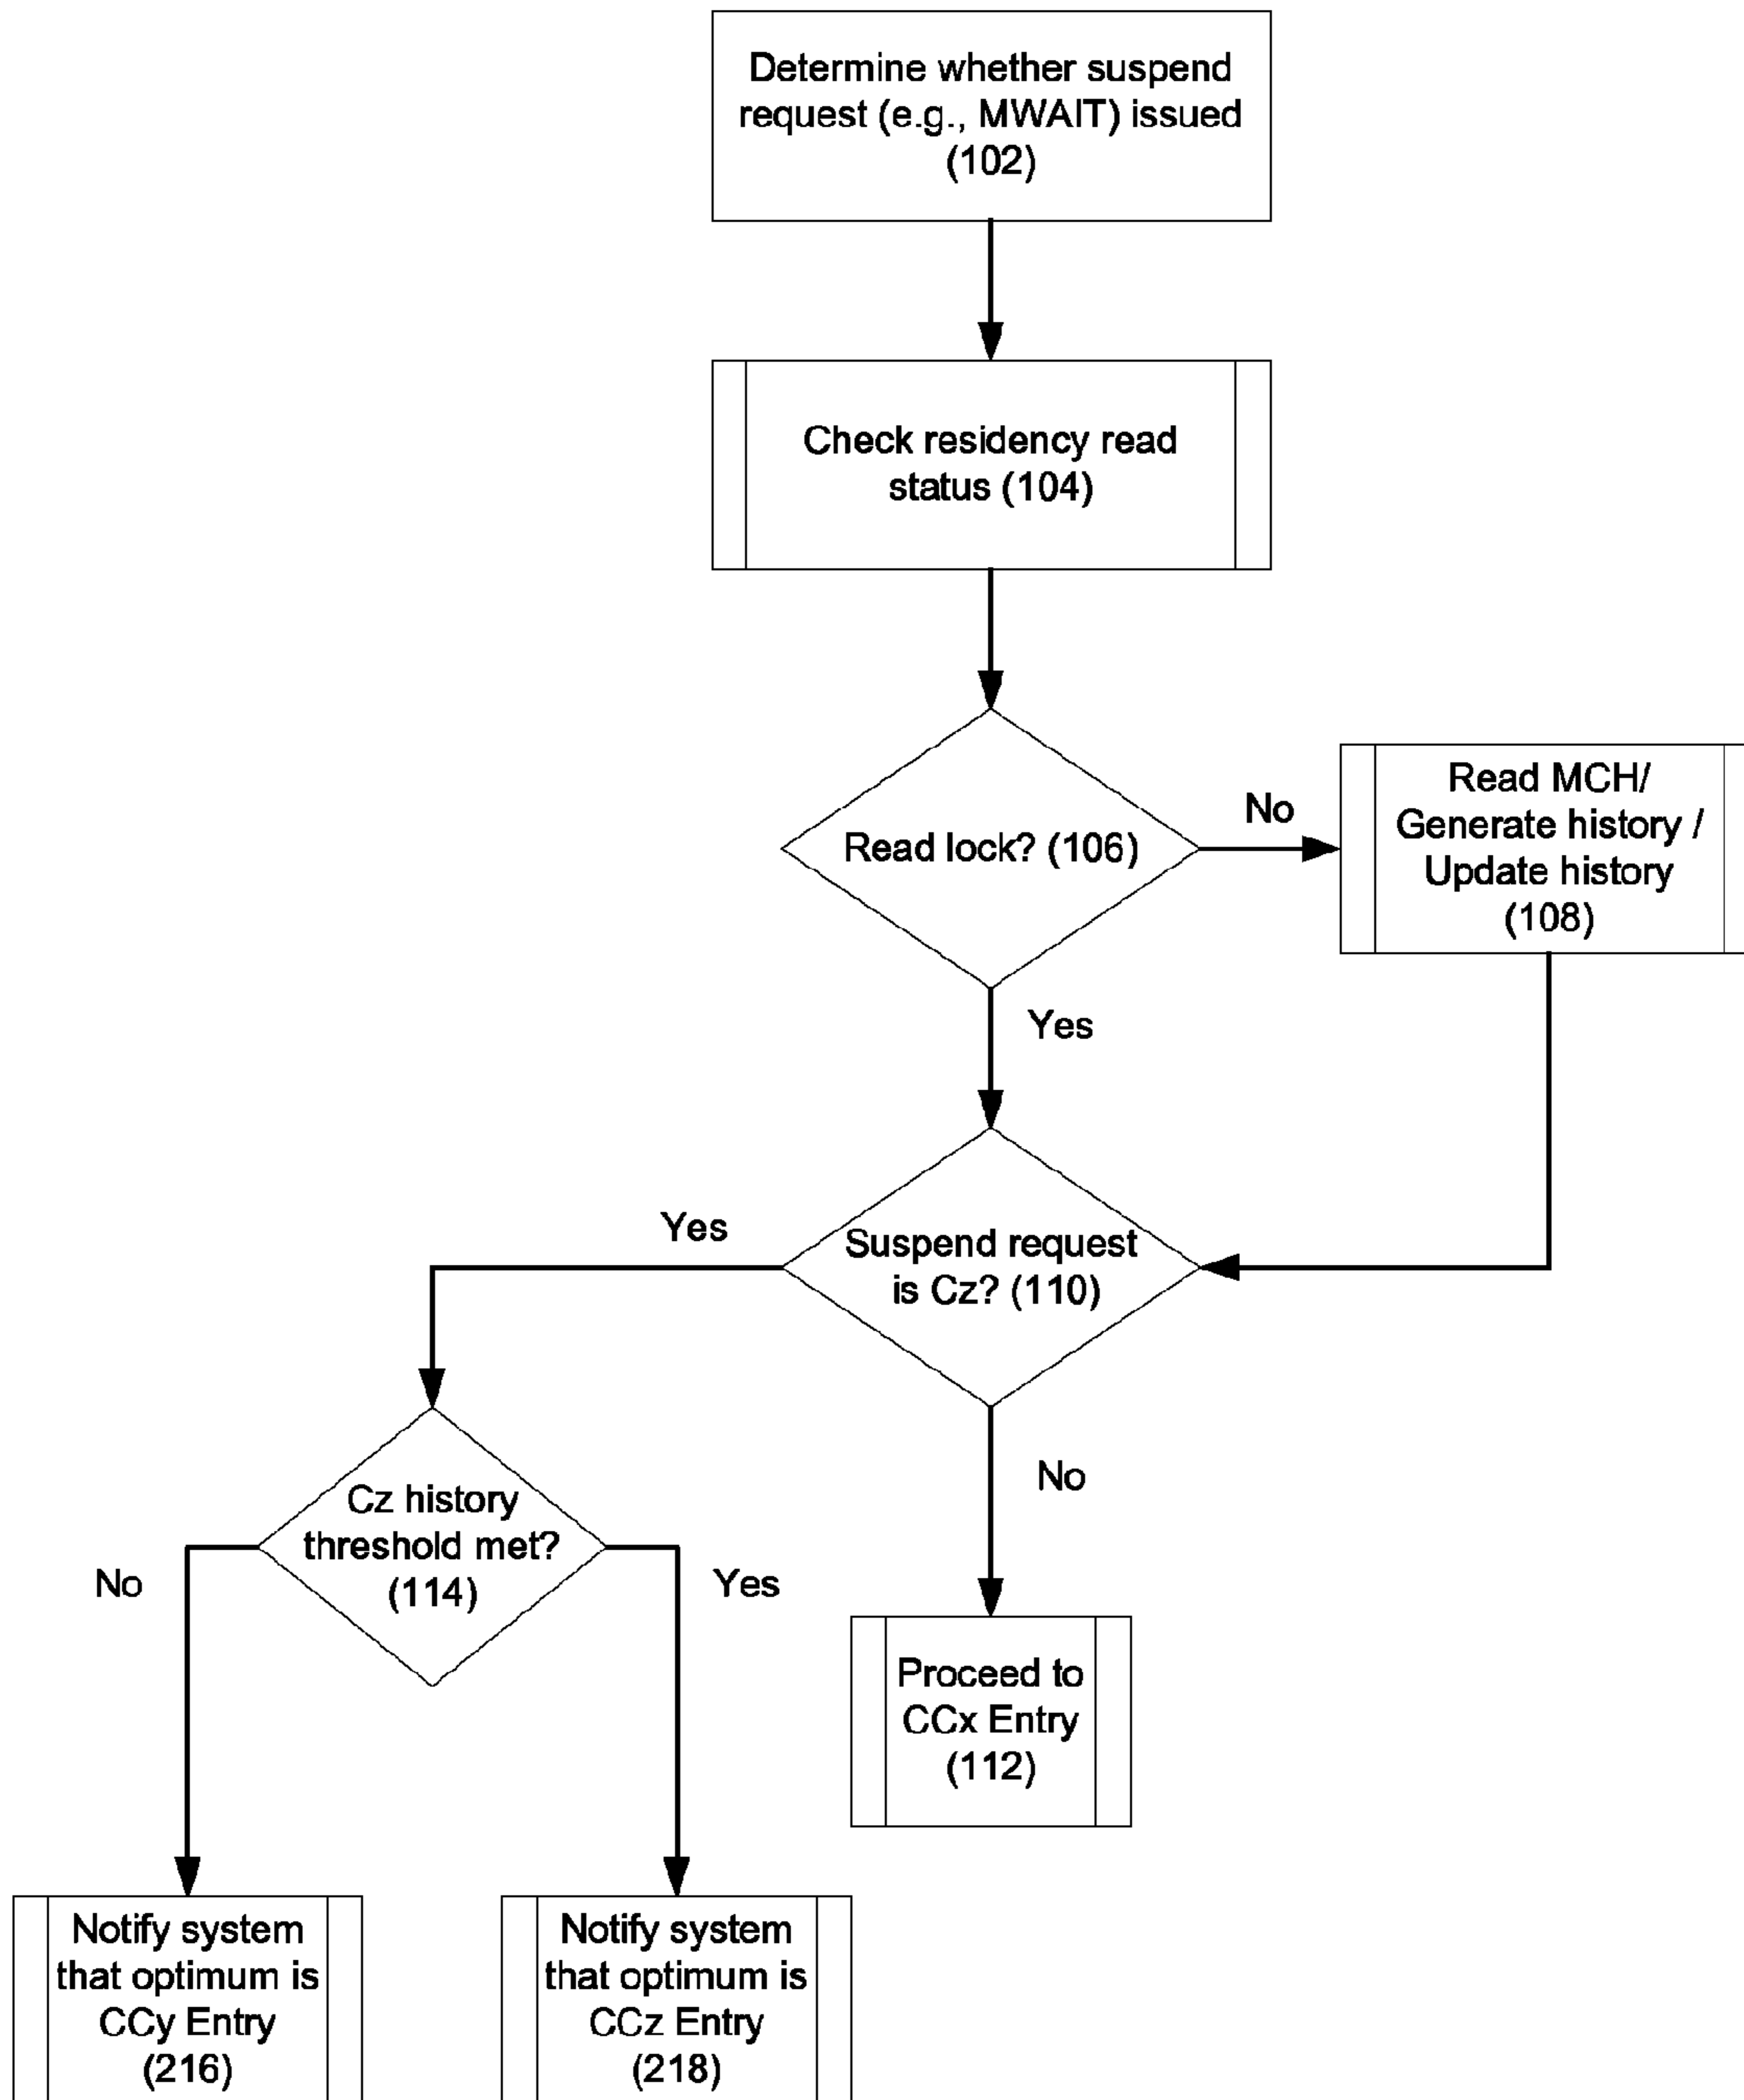 Determine whether suspend
request (e.g., MWAIT) issued
(102)
Check residency read
status (104)
Read lock? (106)
No
Read MCH/
Generate history /
Update history
(108)
Yes
Suspend request
is Cz? (110)
Yes
No
Cz history
threshold met?
(114)
No
Yes
Proceed to
CCx Entry
(112)
Notify system
that optimum is
CCy Entry
(216)
Notify system
that optimum is
CCz Entry
(218)